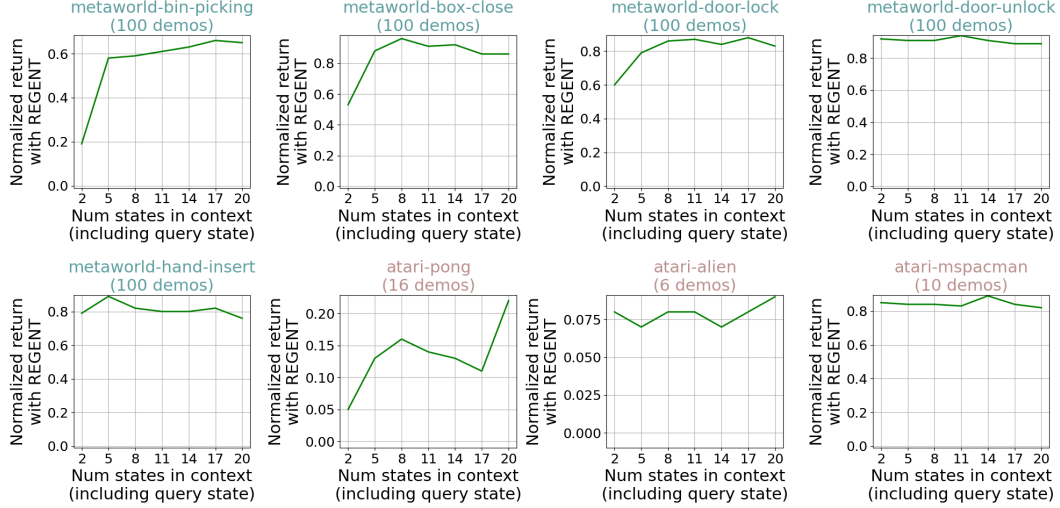 metaworld-bin-picking
(100 demos)
Normalized return
with REGENT
0.6
0.4
0.2
0.0
2 5 8 11 14 17 20
Num states in context
(including query state)
metaworld-box-close
(100 demos)
Normalized return
with REGENT
0.8
0.6
0.4
0.2
0.0
2 5 8 11 14 17 20
Num states in context
(including query state)
metaworld-door-lock
(100 demos)
Normalized return
with REGENT
0.8
0.6
0.4
0.2
0.0
2 5 8 11 14 17 20
Num states in context
(including query state)
metaworld-door-unlock
(100 demos)
Normalized return
with REGENT
0.8
0.6
0.4
0.2
0.0
2 5 8 11 14 17 20
Num states in context
(including query state)
metaworld-hand-insert
(100 demos)
Normalized return
with REGENT
0.8
0.6
0.4
0.2
0.0
2 5 8 11 14 17 20
Num states in context
(including query state)
atari-pong
(16 demos)
Normalized return
with REGENT
0.20
0.15
0.10
0.05
0.00
2 5 8 11 14 17 20
Num states in context
(including query state)
atari-alien
(6 demos)
Normalized return
with REGENT
0.075
0.050
0.025
0.000
2 5 8 11 14 17 20
Num states in context
(including query state)
atari-mspacman
(10 demos)
Normalized return
with REGENT
0.8
0.6
0.4
0.2
0.0
2 5 8 11 14 17 20
Num states in context
(including query state)